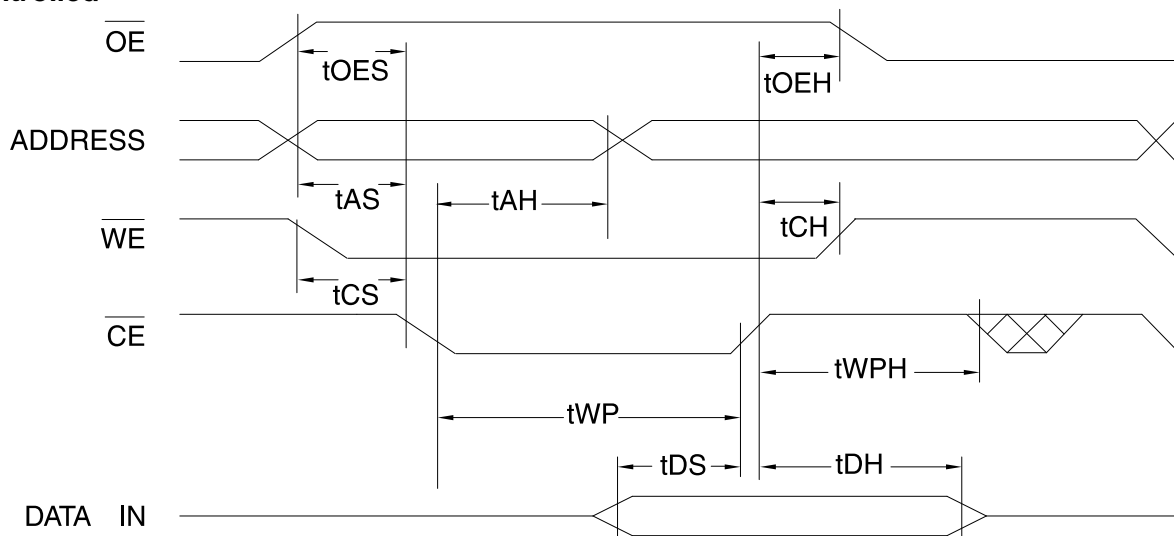 OE
tOES
tOEH
ADDRESS
tAS
tAH
tCH
WE
tCS
CE
tWPH
tWP
tDS
tDH
DATA IN